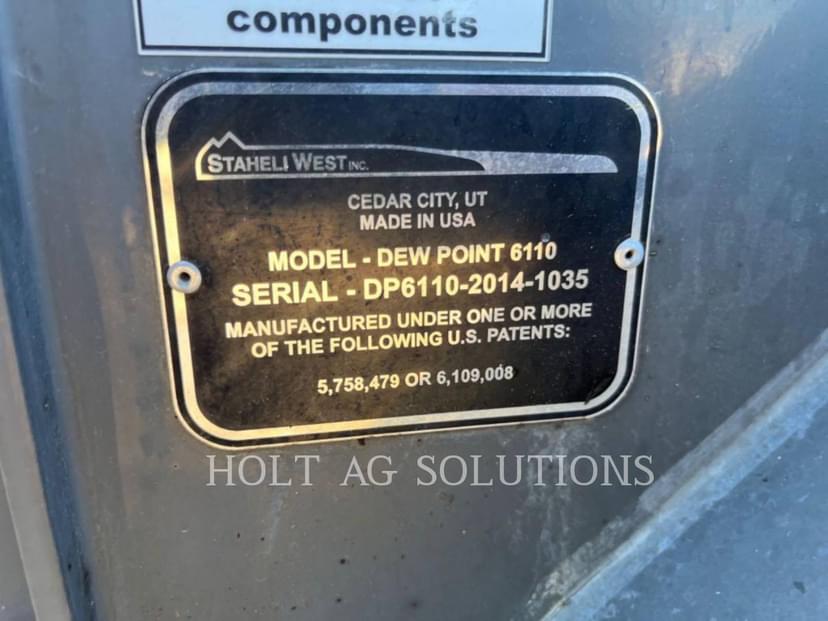 components
STAHELI WEST INC.
CEDAR CITY, UT
MADE IN USA
MODEL - DEW POINT 6110
SERIAL - DP6110-2014-1035
MANUFACTURED UNDER ONE OR MORE
OF THE FOLLOWING U.S. PATENTS:
5,758,479 OR 6,109,008
HOLT AG SOLUTIONS